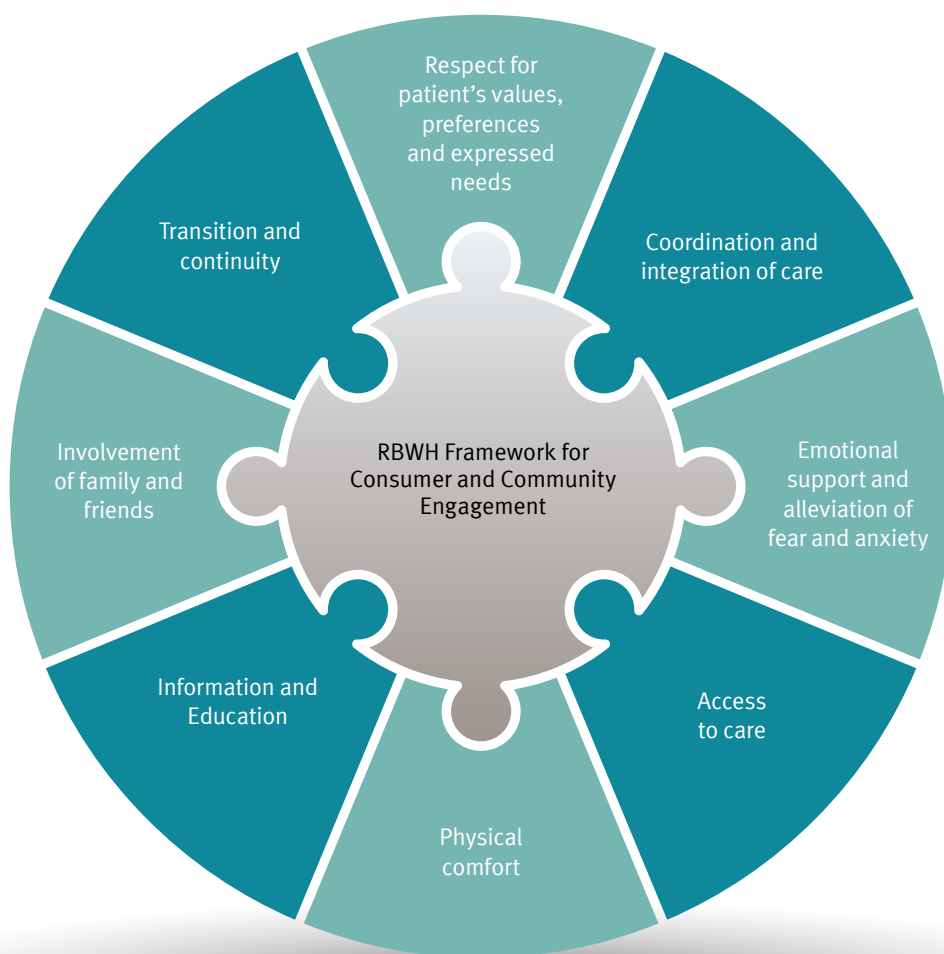 Respect for
patient’s values,
preferences
and expressed
needs
Coordination and
integration of care
Emotional
support and
alleviation of
fear and anxiety
Access
to care
Physical
comfort
Information and
Education
Involvement
of family and
friends
Transition and
continuity
RBWH Framework for
Consumer and Community
Engagement